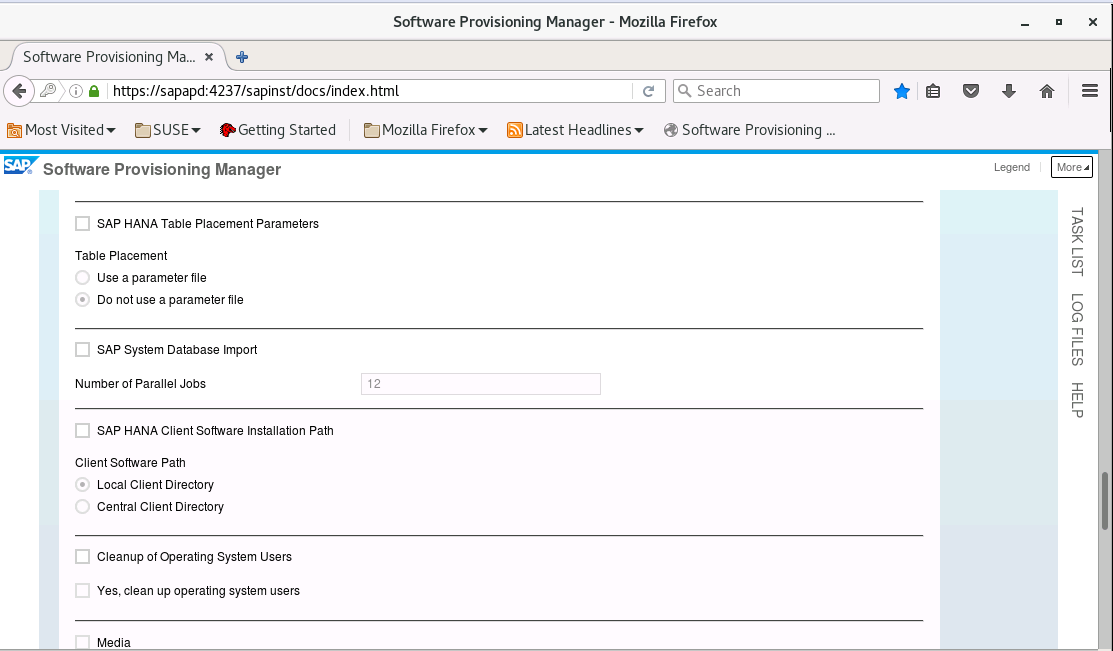 Software Provisioning Manager - Mozilla Firefox
Software Provisioning Ma...
https://sapapd:4237/sapinst/docs/index.html
Search
Most Visited
SUSE
Getting Started
Mozilla Firefox
Latest Headlines
Software Provisioning ...
SAP
Software Provisioning Manager
Legend
More
SAP HANA Table Placement Parameters
Table Placement
Use a parameter file
Do not use a parameter file
SAP System Database Import
Number of Parallel Jobs
12
SAP HANA Client Software Installation Path
Client Software Path
Local Client Directory
Central Client Directory
Cleanup of Operating System Users
Yes, clean up operating system users
Media
TASK LIST
LOG FILES
HELP